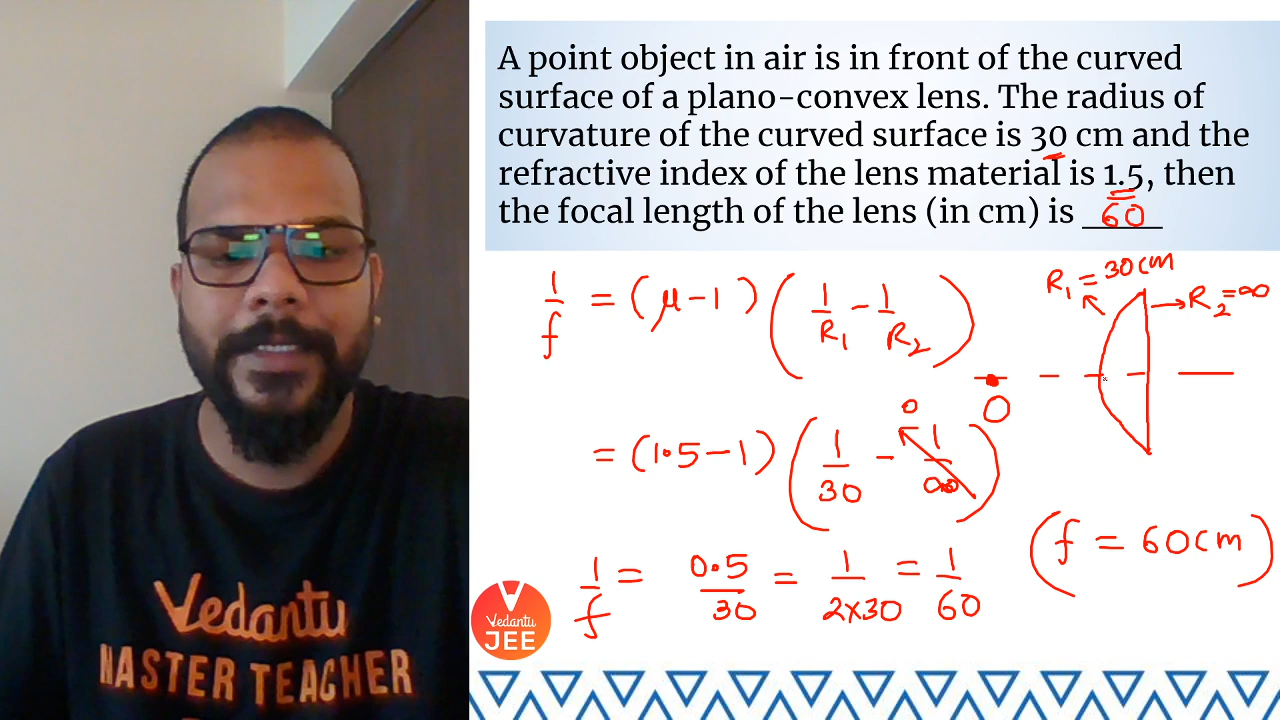 A point object in air is in front of the curved
surface of a plano-convex lens. The radius of
curvature of the curved surface is 30 cm and the
refractive index of the lens material is 1.5, then
the focal length of the lens (in cm) is 60
R₁ = 30cm
R₂ = ∞
1/f = (μ - 1) (1/R₁ - 1/R₂)
O
= (1.5 - 1) (1/30 - 1/∞) 0
(f = 60cm)
1/f = 0.5/30 = 1/2×30 = 1/60
Vedantu
JEE
Vedantu
MASTER TEACHER